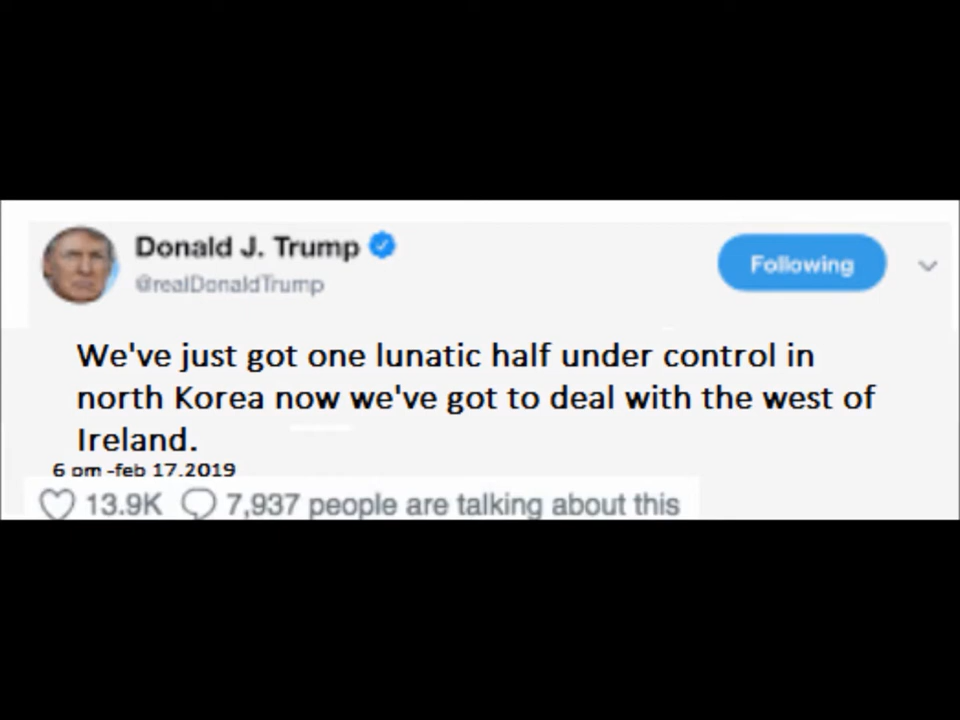 Donald J. Trump
@realDonaldTrump
Following
We've just got one lunatic half under control in
north Korea now we've got to deal with the west of
Ireland.
6 pm -feb 17.2019
13.9K 7,937 people are talking about this